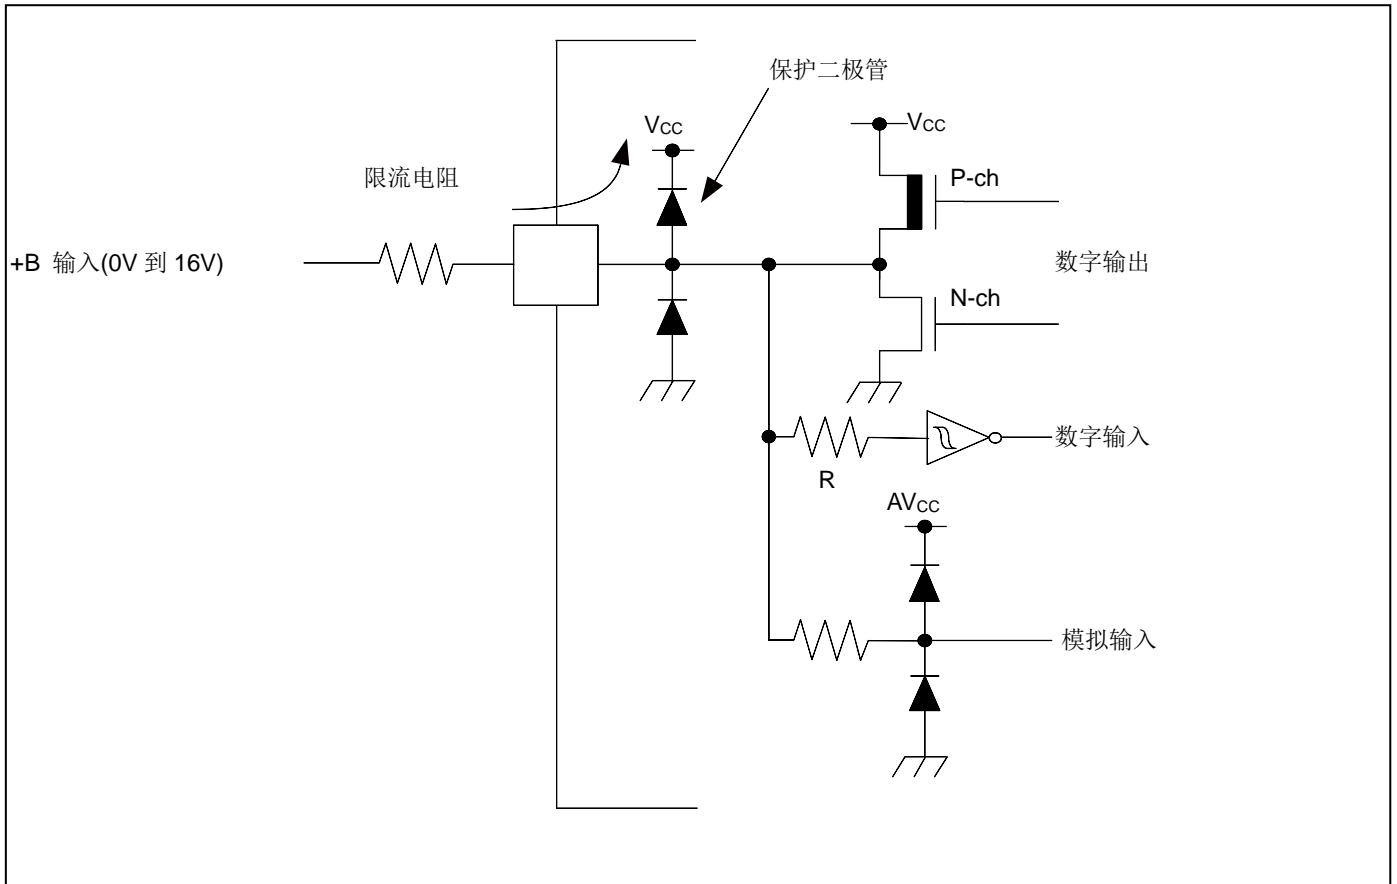 保护二极管
VCC
VCC
限流电阻
P-ch
+B 输入(0V 到 16V)
数字输出
N-ch
数字输入
R
AVCC
模拟输入